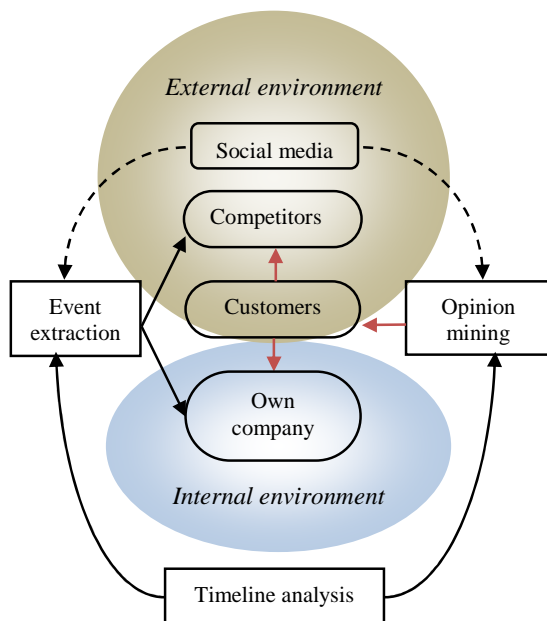 External environment
Social media
Competitors
Event
extraction
Customers
Opinion
mining
Own
company
Internal environment
Timeline analysis